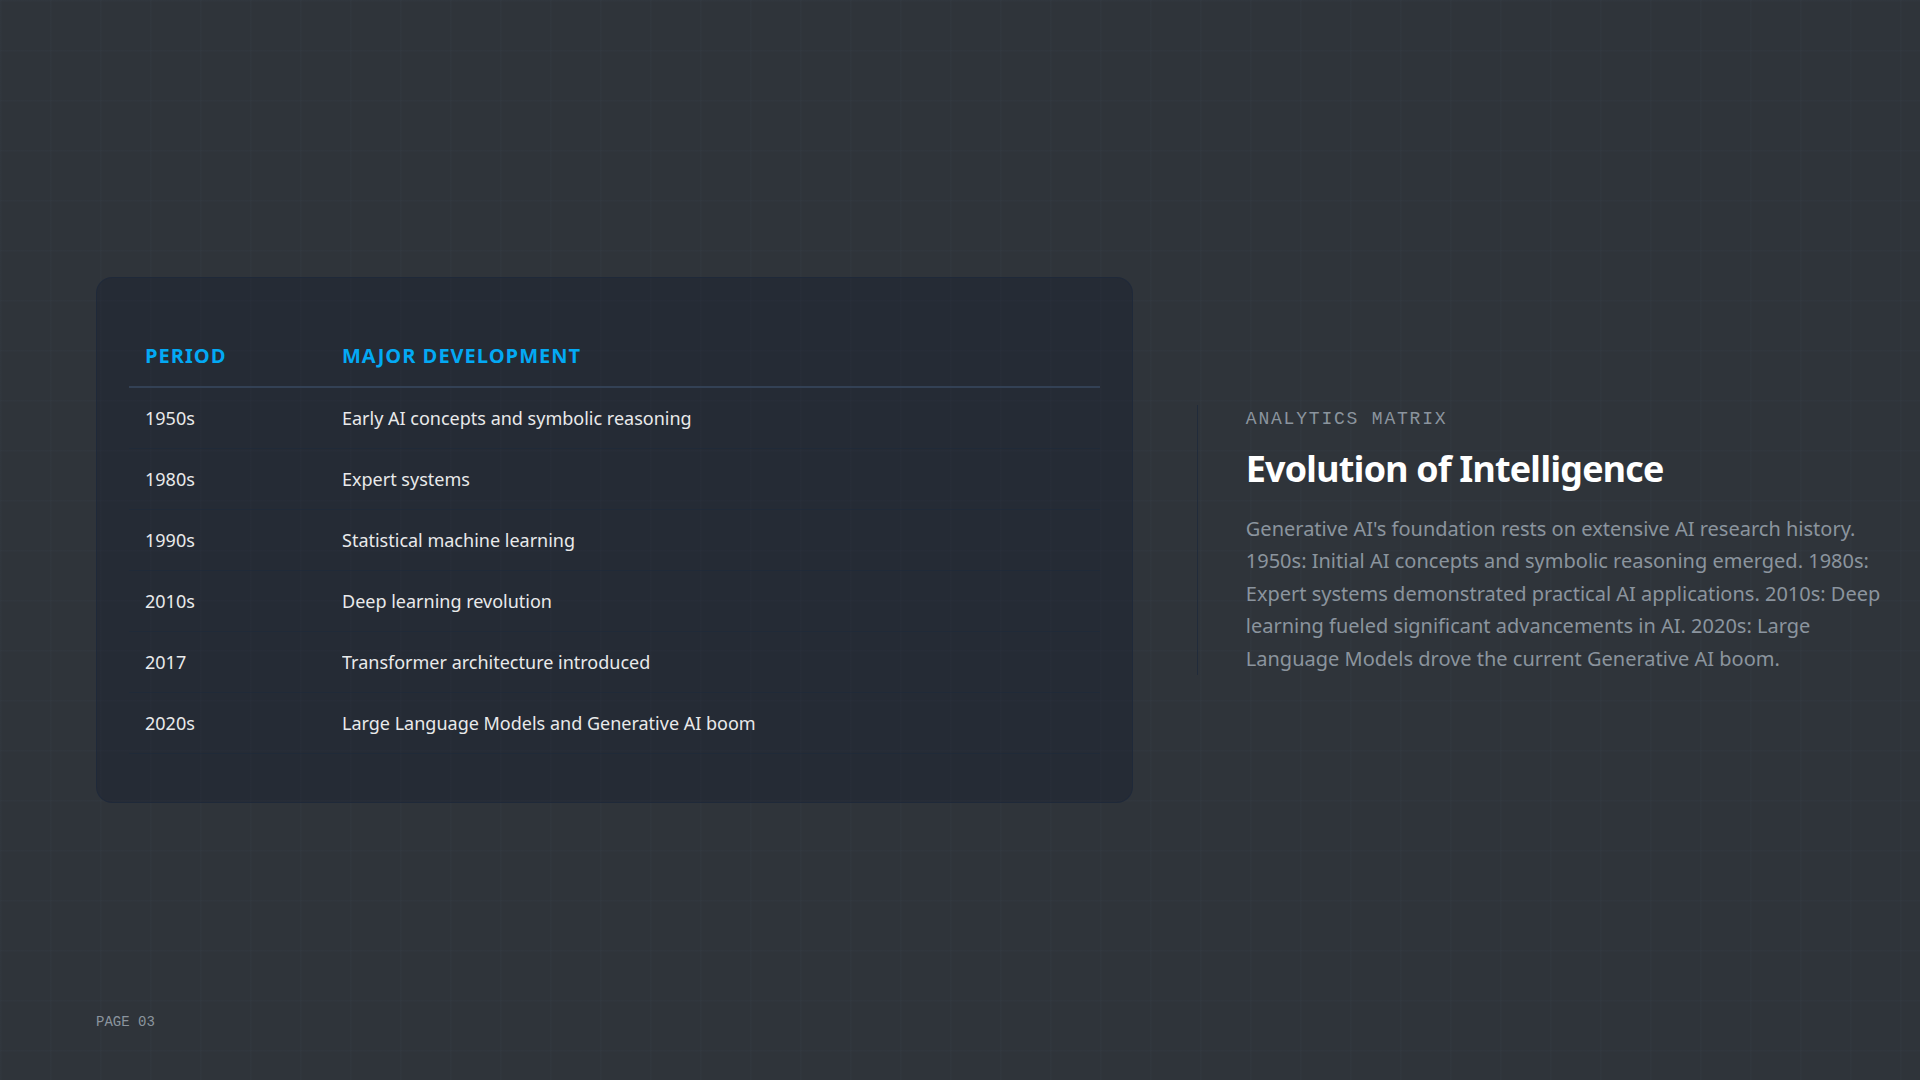 PERIOD MAJOR DEVELOPMENT
1950s Early AI concepts and symbolic reasoning
1980s Expert systems
1990s Statistical machine learning
2010s Deep learning revolution
2017 Transformer architecture introduced
2020s Large Language Models and Generative AI boom
ANALYTICS MATRIX
Evolution of Intelligence
Generative AI's foundation rests on extensive AI research history.
1950s: Initial AI concepts and symbolic reasoning emerged. 1980s:
Expert systems demonstrated practical AI applications. 2010s: Deep
learning fueled significant advancements in AI. 2020s: Large
Language Models drove the current Generative AI boom.
PAGE 03